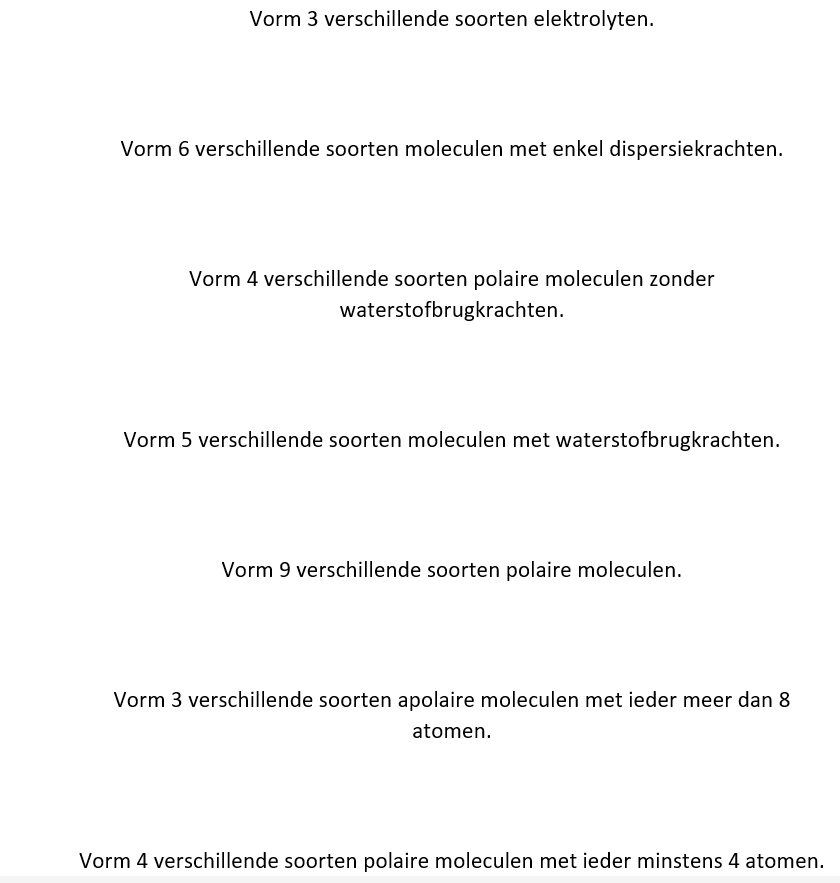 Vorm 3 verschillende soorten elektrolyten.
Vorm 6 verschillende soorten moleculen met enkel dispersiekrachten.
Vorm 4 verschillende soorten polaire moleculen zonder
waterstofbrugkrachten.
Vorm 5 verschillende soorten moleculen met waterstofbrugkrachten.
Vorm 9 verschillende soorten polaire moleculen.
Vorm 3 verschillende soorten apolaire moleculen met ieder meer dan 8
atomen.
Vorm 4 verschillende soorten polaire moleculen met ieder minstens 4 atomen.